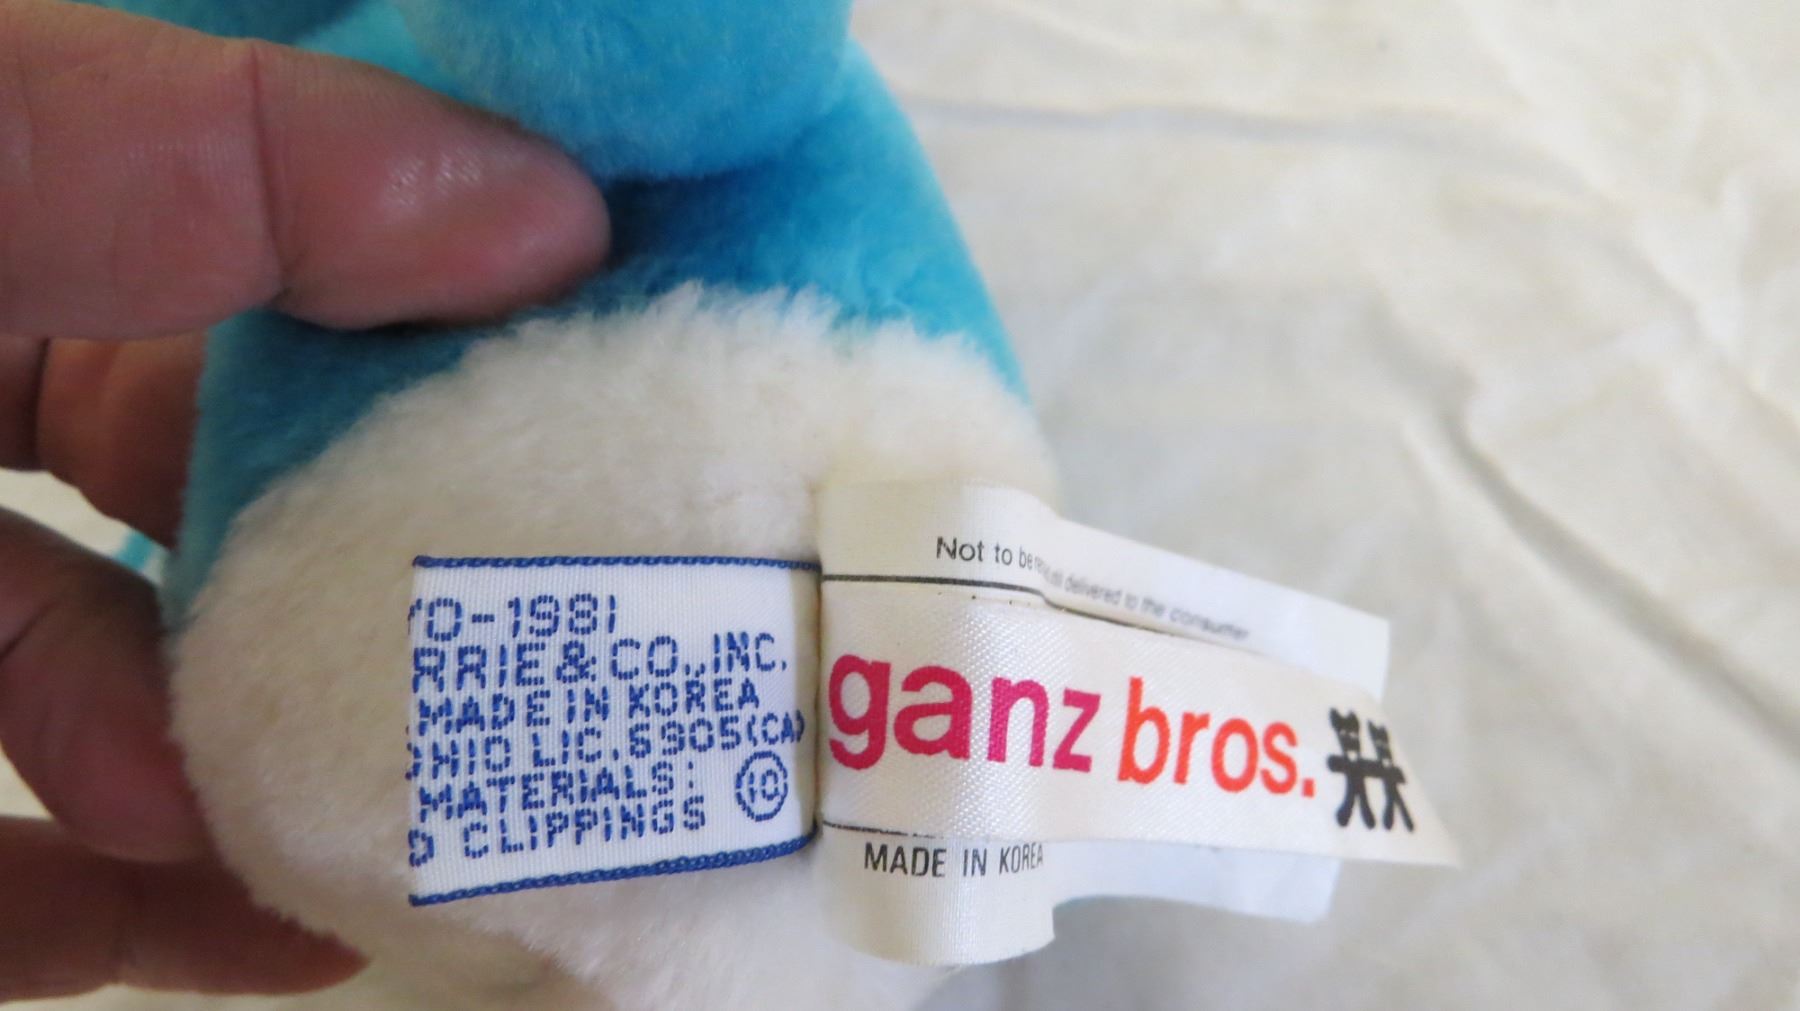 O-1981
RRIE & CO., INC.
MADE IN KOREA
HIO LIC. 5905(CA)
MATERIALS:
D CLIPPINGS
10
Not to be delivered to the consumer
ganz bros.
MADE IN KOREA